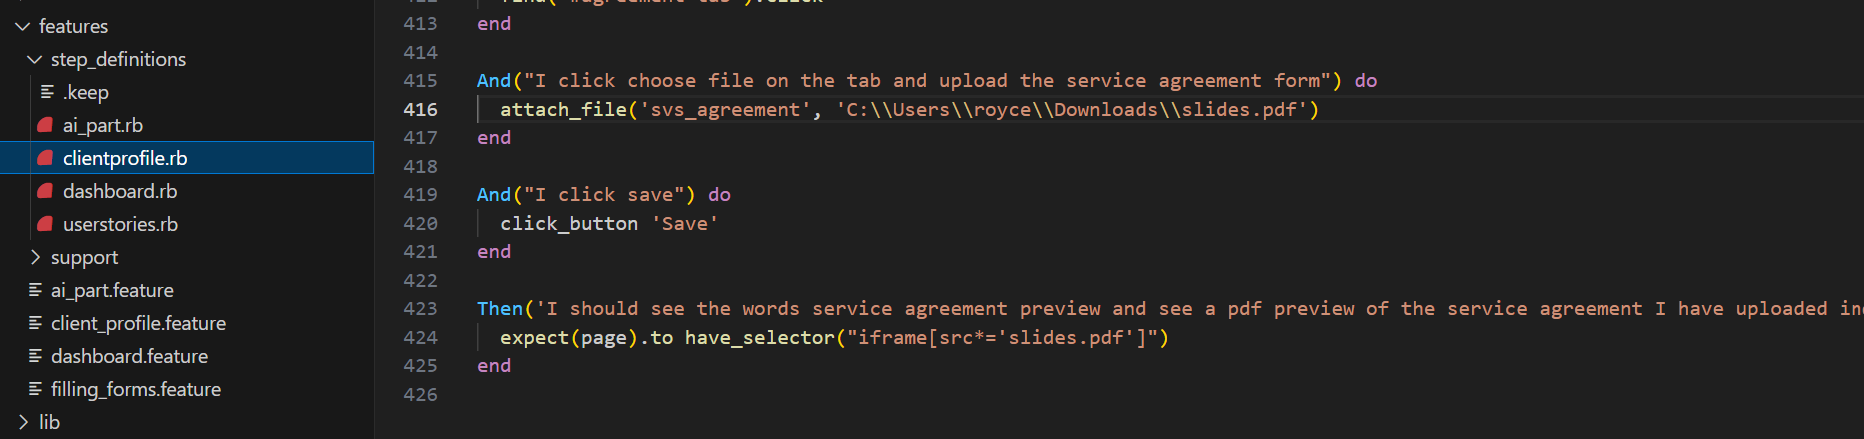 features
step_definitions
.keep
ai_part.rb
clientprofile.rb
dashboard.rb
userstories.rb
support
ai_part.feature
client_profile.feature
dashboard.feature
filling_forms.feature
lib
413 end
414
415 And("I click choose file on the tab and upload the service agreement form") do
416 attach_file('svs_agreement', 'C:\\Users\\royce\\Downloads\\slides.pdf')
417 end
418
419 And("I click save") do
420 click_button 'Save'
421 end
422
423 Then('I should see the words service agreement preview and see a pdf preview of the service agreement I have uploaded
424 expect(page).to have_selector("iframe[src*='slides.pdf']")
425 end
426